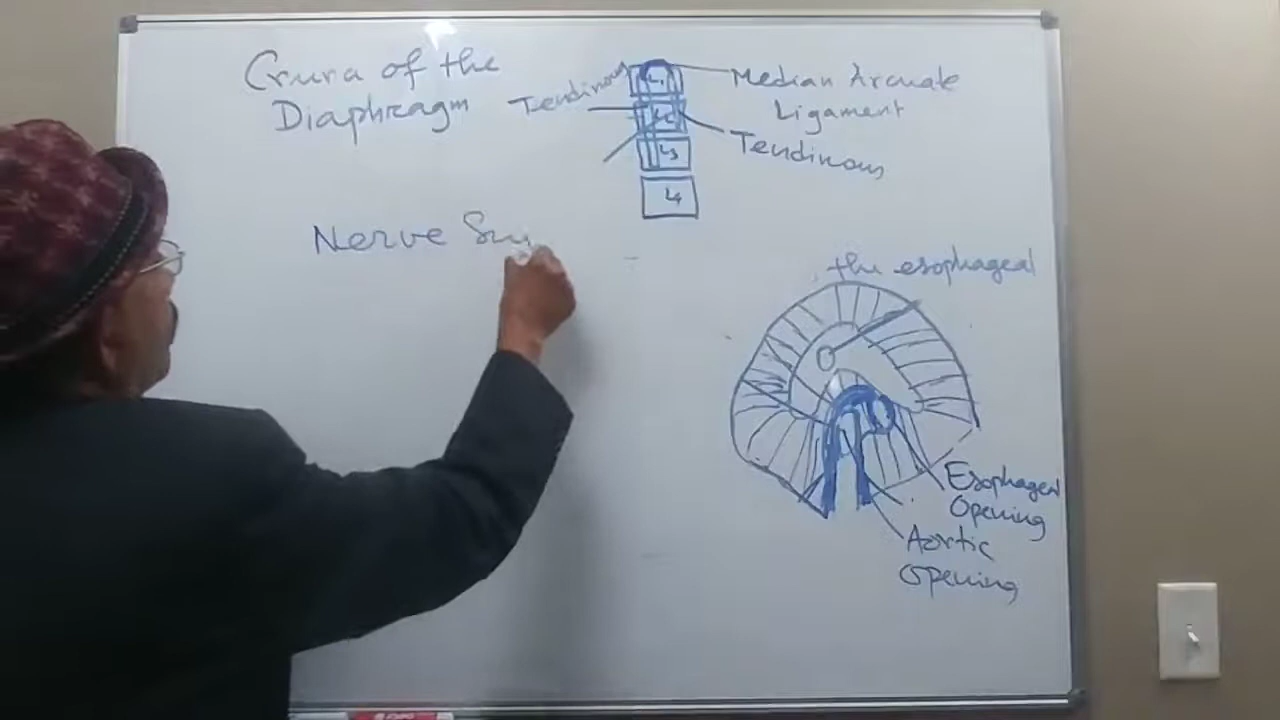 Crura of the
Diaphragm
Tendinous
L1
Median Arcuate
Ligament
L2
Tendinous
L3
L4
Nerve Su
the esophageal
Esophageal
Opening
Aortic
Opening